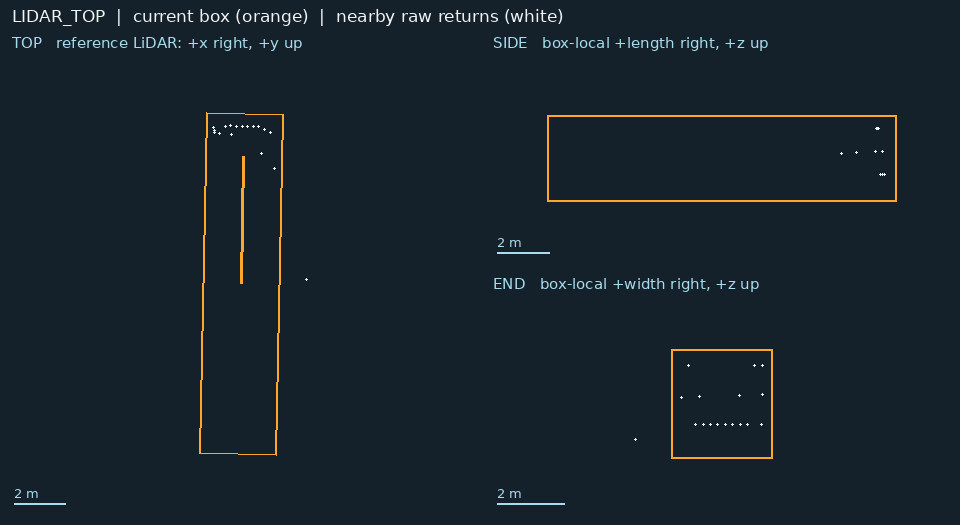 LIDAR_TOP | current box (orange) | nearby raw returns (white)
TOP reference LiDAR: +x right, +y up
SIDE box-local +length right, +z up
2 m
END box-local +width right, +z up
2 m
2 m